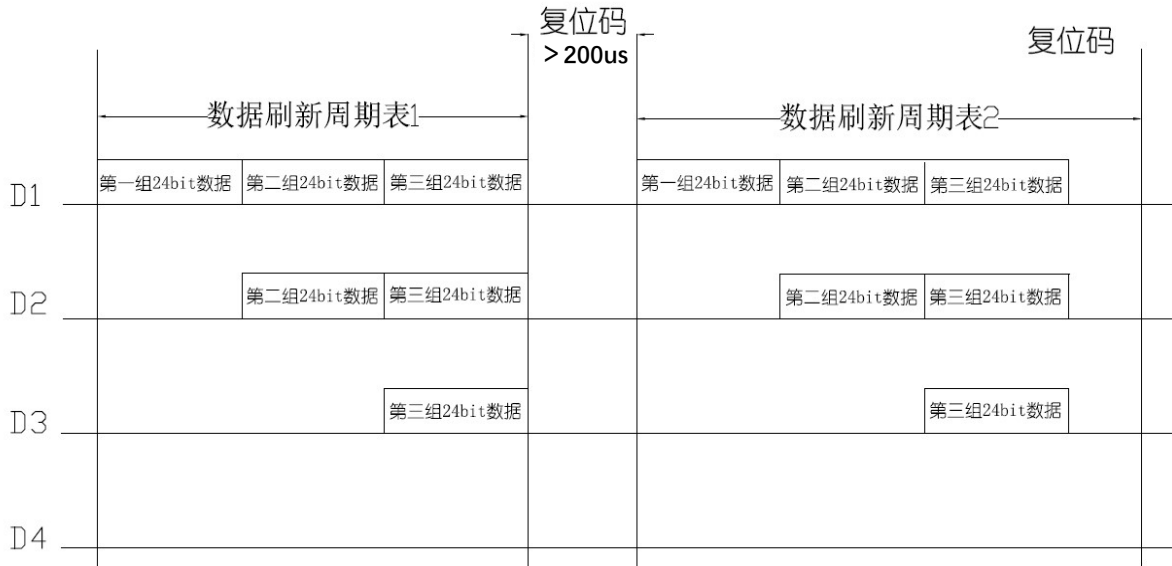 复位码
>200us
复位码
数据刷新周期表1
数据刷新周期表2
D1
第一组24bit数据
第二组24bit数据
第三组24bit数据
第一组24bit数据
第二组24bit数据
第三组24bit数据
D2
第二组24bit数据
第三组24bit数据
第二组24bit数据
第三组24bit数据
D3
第三组24bit数据
第三组24bit数据
D4